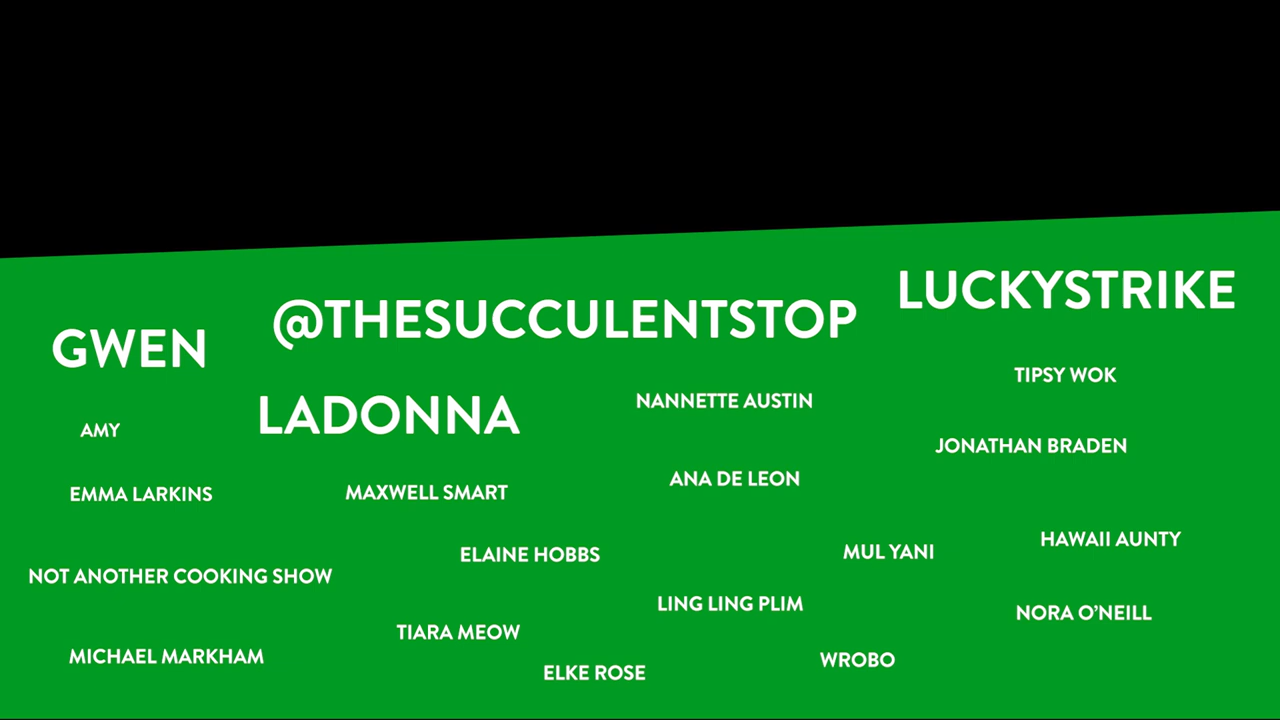 LUCKYSTRIKE
@THESUCCULENTSTOP
GWEN
TIPSY WOK
NANNETTE AUSTIN
LADONNA
AMY
JONATHAN BRADEN
ANA DE LEON
MAXWELL SMART
EMMA LARKINS
HAWAII AUNTY
MUL YANI
ELAINE HOBBS
NOT ANOTHER COOKING SHOW
LING LING PLIM
NORA O’NEILL
TIARA MEOW
MICHAEL MARKHAM
WROBO
ELKE ROSE